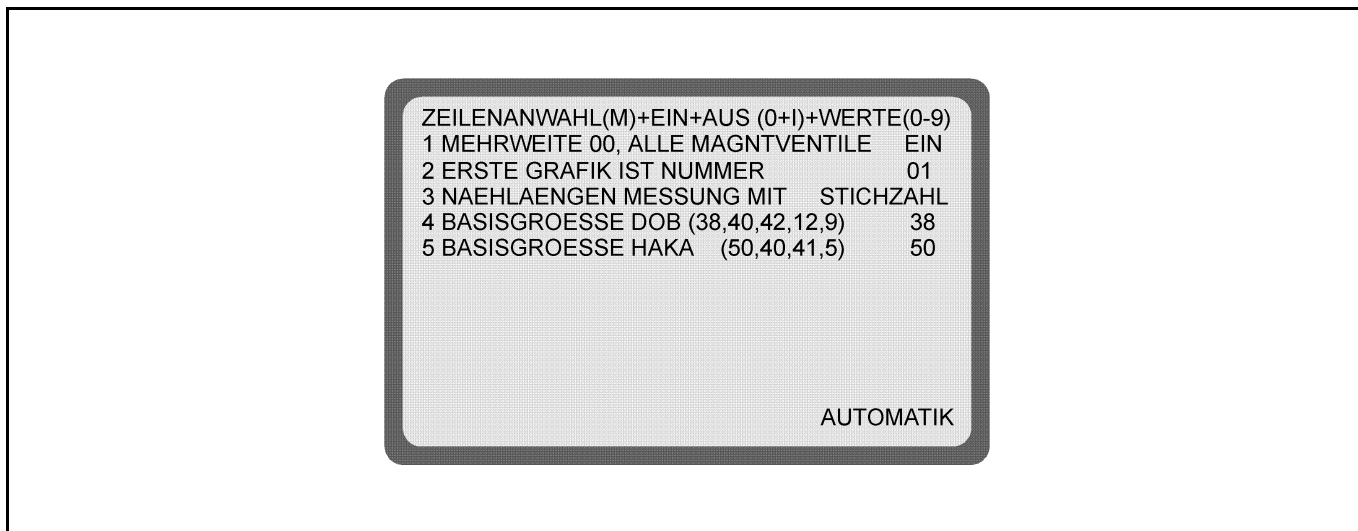 ZEILENANWAHL(M)+EIN+AUS (0+I)+WERTE(0-9)
1 MEHRWEITE 00, ALLE MAGNTVENTILE EIN
2 ERSTE GRAFIK IST NUMMER 01
3 NAEHLAENGEN MESSUNG MIT STICHZAHL
4 BASISGROESSE DOB (38,40,42,12,9) 38
5 BASISGROESSE HAKA (50,40,41,5) 50
AUTOMATIK